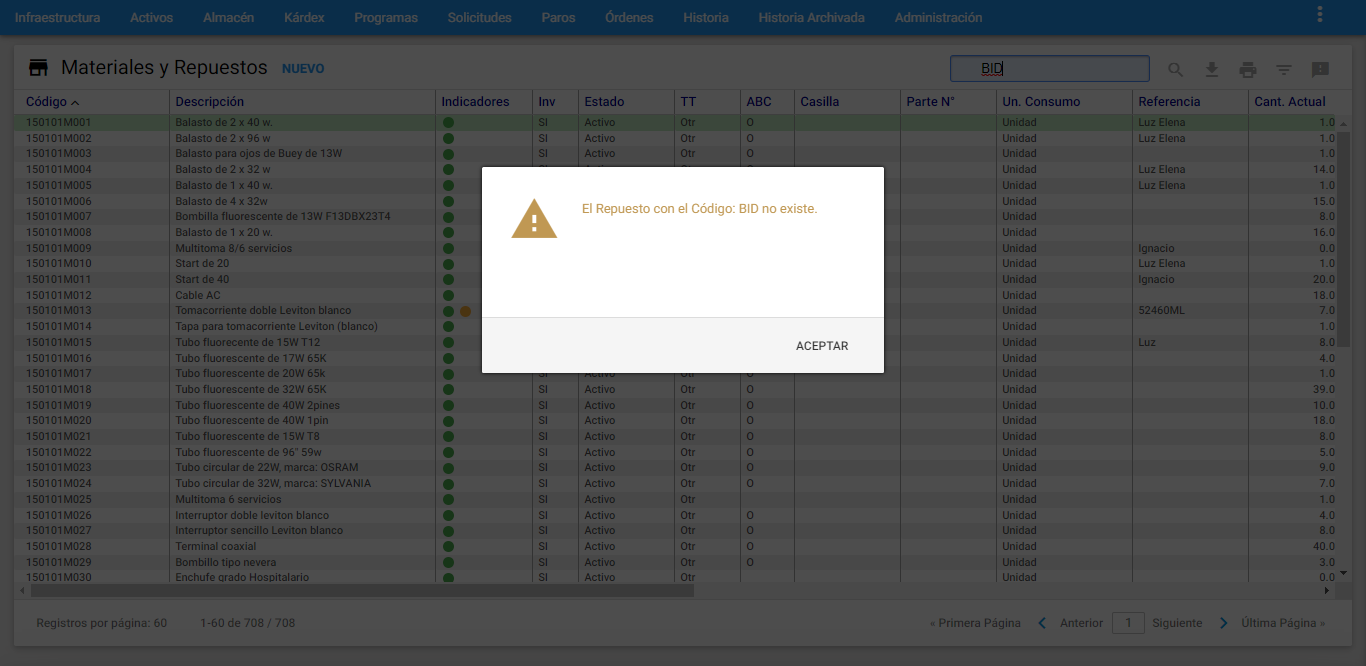 Infraestructura Activos Almacén Kárdex Programas Solicitudes Paros Órdenes Historia Historia Archivada Administración
Materiales y Repuestos NUEVO BID
Código Descripción Indicadores Inv Estado TT ABC Casilla Parte N° Un. Consumo Referencia Cant. Actual
150101M001 Balasto de 2 x 40 w. SI Activo Otr O Unidad Luz Elena 1.0
150101M002 Balasto de 2 x 96 w SI Activo Otr O Unidad Luz Elena 1.0
150101M003 Balasto para ojos de Buey de 13W SI Activo Otr O Unidad 1.0
150101M004 Balasto de 2 x 32 w Unidad Luz Elena 14.0
150101M005 Balasto de 1 x 40 w. Unidad Luz Elena 1.0
150101M006 Balasto de 4 x 32w Unidad 15.0
150101M007 Bombilla fluorescente de 13W F13DBX23T4 Unidad 8.0
150101M008 Balasto de 1 x 20 w. Unidad 16.0
150101M009 Multitoma 8/6 servicios Unidad Ignacio 0.0
150101M010 Start de 20 Unidad Luz Elena 1.0
150101M011 Start de 40 Unidad Ignacio 20.0
150101M012 Cable AC Unidad 18.0
150101M013 Tomacorriente doble Leviton blanco Unidad 52460ML 7.0
150101M014 Tapa para tomacorriente Leviton (blanco) Unidad 1.0
150101M015 Tubo fluorecente de 15W T12 Unidad Luz 8.0
150101M016 Tubo fluorescente de 17W 65K Unidad 4.0
150101M017 Tubo fluorescente de 20W 65k SI Activo Otr O Unidad 1.0
150101M018 Tubo fluorescente de 32W 65K SI Activo Otr O Unidad 39.0
150101M019 Tubo fluorescente de 40W 2pines SI Activo Otr O Unidad 10.0
150101M020 Tubo fluorescente de 40W 1pin SI Activo Otr O Unidad 18.0
150101M021 Tubo fluorescente de 15W T8 SI Activo Otr O Unidad 8.0
150101M022 Tubo fluorescente de 96" 59w SI Activo Otr O Unidad 5.0
150101M023 Tubo circular de 22W, marca: OSRAM SI Activo Otr O Unidad 9.0
150101M024 Tubo circular de 32W, marca: SYLVANIA SI Activo Otr O Unidad 7.0
150101M025 Multitoma 6 servicios SI Activo Otr Unidad 1.0
150101M026 Interruptor doble leviton blanco SI Activo Otr O Unidad 4.0
150101M027 Interruptor sencillo Leviton blanco SI Activo Otr O Unidad 8.0
150101M028 Terminal coaxial SI Activo Otr O Unidad 40.0
150101M029 Bombillo tipo nevera SI Activo Otr O Unidad 3.0
150101M030 Enchufe grado Hospitalario SI Activo Otr Unidad 0.0
El Repuesto con el Código: BID no existe.
ACEPTAR
Registros por página: 60 1-60 de 708 / 708 « Primera Página Anterior 1 Siguiente Última Página »